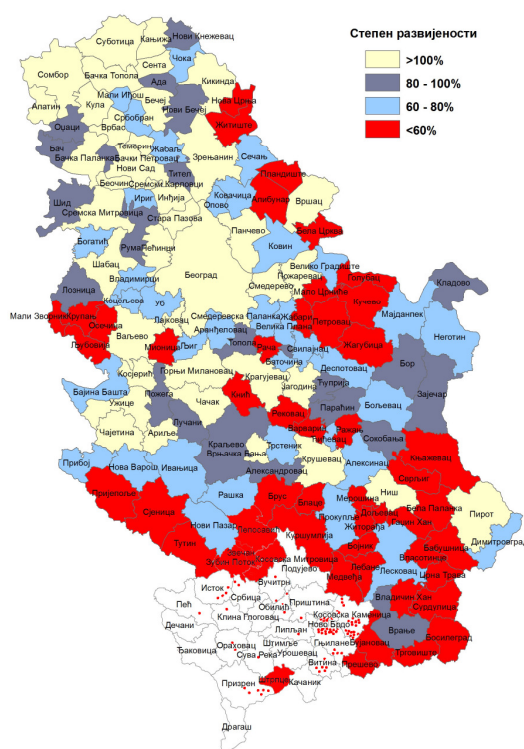 Степен развијености
>100%
80 - 100%
60 - 80%
<60%
Суботица
Кањижа
Нови Кнежевац
Чока
Сента
Сомбор
Бачка Топола
Ада
Кикинда
Мали Иђош
Апатин
Кула
Бечеј
Нови Бечеј
Нова Црња
Србобран
Врбас
Житиште
Оџаци
Темерин
Жабаљ
Бач
Бачка Паланка
Бачки Петровац
Зрењанин
Сечањ
Нови Сад
Тител
Пландиште
Беочин
Сремски Карловци
Шид
Ириг
Инђија
Ковачица
Алибунар
Вршац
Сремска Митровица
Опово
Стара Пазова
Панчево
Бела Црква
Рума
Пећинци
Ковин
Богатић
Шабац
Београд
Велико Градиште
Пожаревац
Голубац
Смедерево
Кладово
Лозница
Владимирци
Мало Црниће
Кучево
Коцељева
Уб
Мали Зворник
Крупањ
Смедеревска Паланка
Жабари
Петровац
Мајданпек
Осечина
Лајковац
Аранђеловац
Велика Плана
Неготин
Љубовија
Ваљево
Мионица
Љиг
Топола
Рача
Свилајнац
Жагубица
Баточина
Бор
Косјерић
Горњи Милановац
Крагујевац
Деспотовац
Бајина Башта
Пожега
Чачак
Кнић
Јагодина
Ћуприја
Ужице
Параћин
Бољевац
Зајечар
Чајетина
Ариље
Лучани
Рековац
Варварин
Ражањ
Краљево
Трстеник
Ћићевац
Сокобања
Врњачка Бања
Књажевац
Прибој
Нова Варош
Ивањица
Александровац
Крушевац
Алексинац
Сврљиг
Рашка
Брус
Блаце
Мерошина
Ниш
Бела Паланка
Пирот
Пријепоље
Сјеница
Нови Пазар
Прокупље
Дољевац
Гаџин Хан
Димитровград
Лепосавић
Куршумлија
Житорађа
Бабушница
Тутин
Звечан
Бојник
Власотинце
Зубин Поток
Косовска Митровица
Лебане
Лесковац
Црна Трава
Подујево
Медвеђа
Исток
Вучитрн
Србица
Владичин Хан
Сурдулица
Пећ
Обилић
Приштина
Косовска Каменица
Клина
Глоговац
Ново Брдо
Врање
Дечани
Липљан
Босилеград
Ораховац
Штимље
Гњилане
Бујановац
Трговиште
Ђаковица
Сува Река
Урошевац
Витина
Прешево
Призрен
Штрпце
Качаник
Драгаш